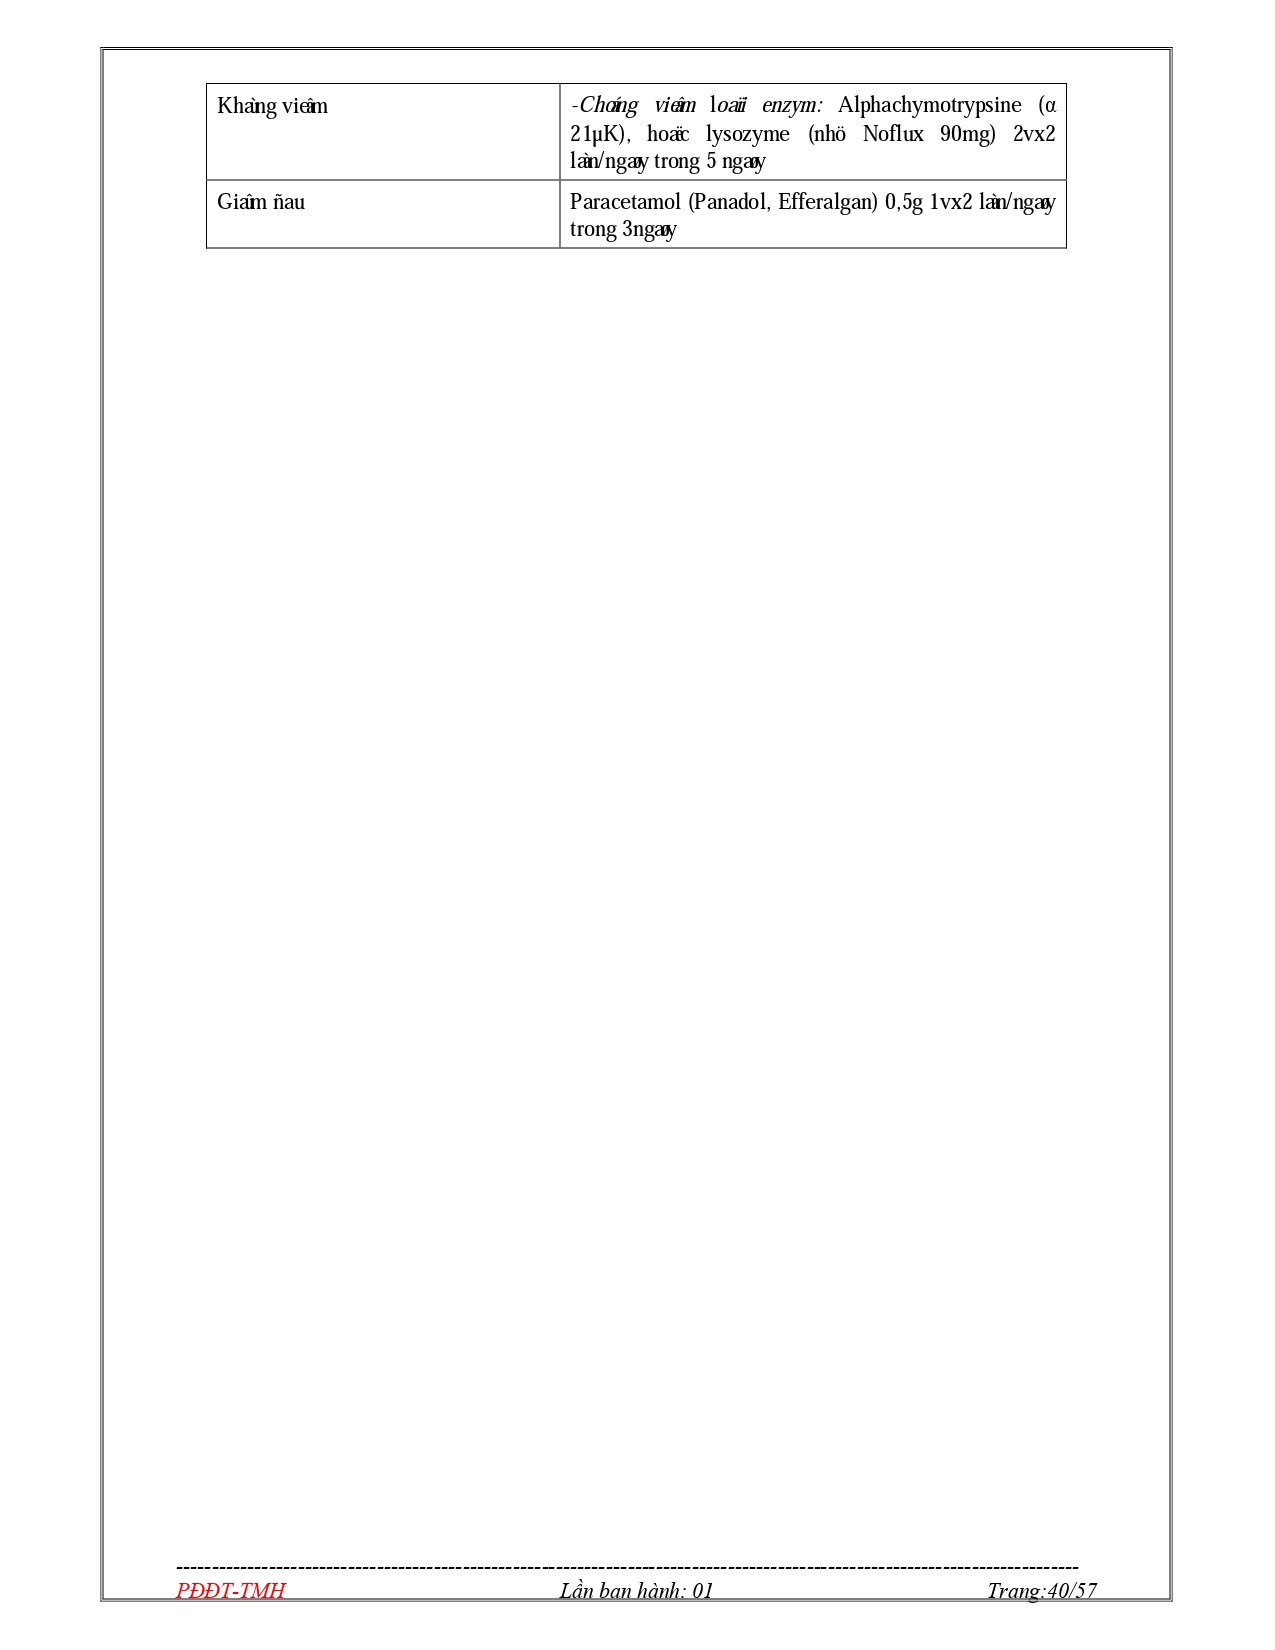 Khaùng vieâm
-Choáng vieâm loaïi enzym: Alphachymotrypsine (α
21µK), hoaëc lysozyme (nhö Noflux 90mg) 2vx2
laàn/ngaøy trong 5 ngaøy
Giaûm ñau
Paracetamol (Panadol, Efferalgan) 0,5g 1vx2 laàn/ngaøy
trong 3ngaøy
PĐĐT-TMH Lần ban hành: 01 Trang:40/57